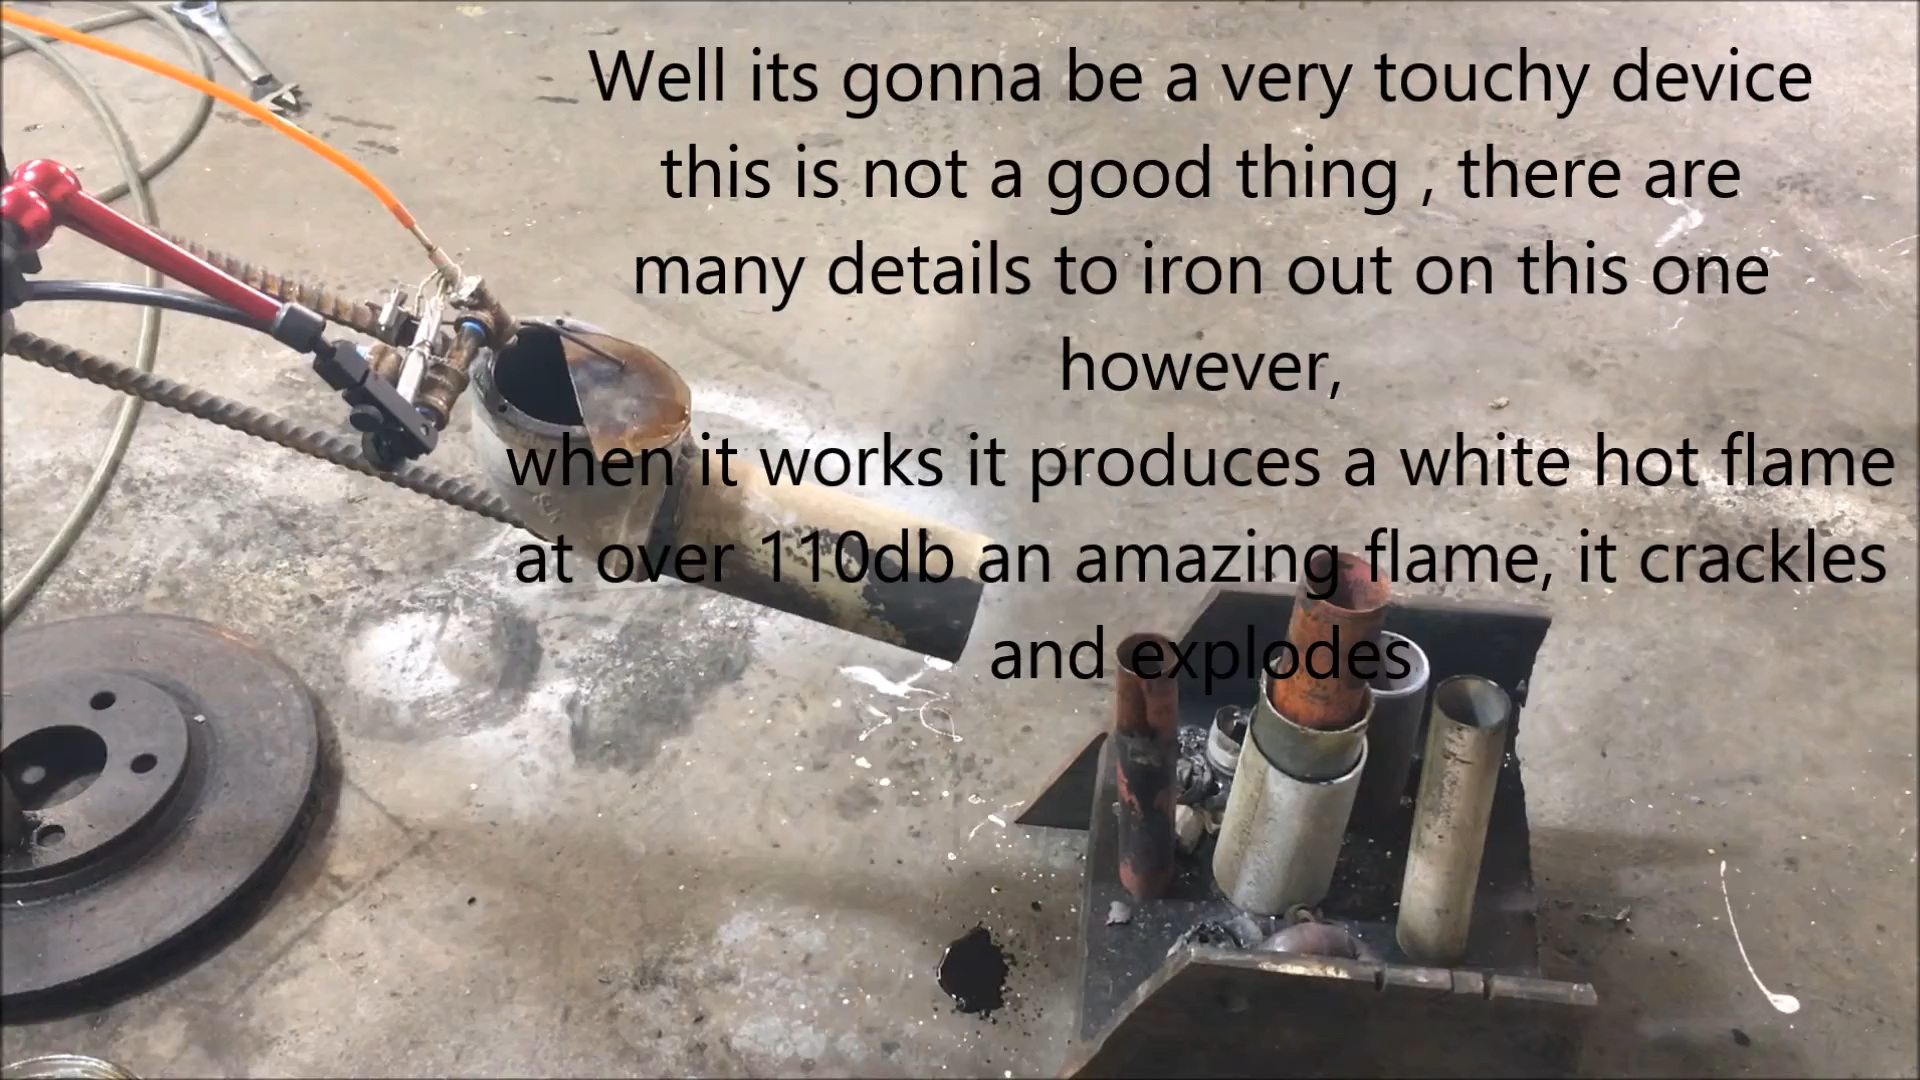 Well its gonna be a very touchy device
this is not a good thing , there are
many details to iron out on this one
however,
when it works it produces a white hot flame
at over 110db an amazing flame, it crackles
and explodes